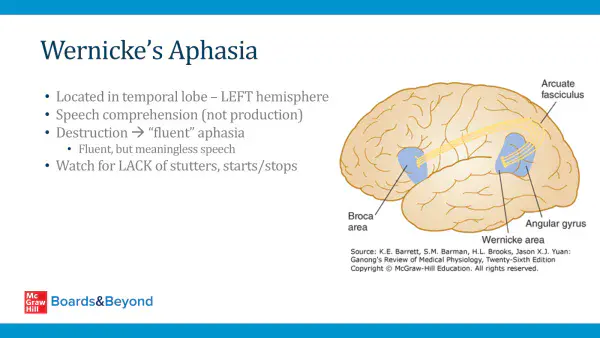 Wernicke's Aphasia
• Located in temporal lobe – LEFT hemisphere
• Speech comprehension (not production)
• Destruction → "fluent" aphasia
• Fluent, but meaningless speech
• Watch for LACK of stutters, starts/stops
Arcuate
fasciculus
Broca
area
Angular gyrus
Wernicke area
Source: K.E. Barrett, S.M. Barman, H.L. Brooks, Jason X.J. Yuan:
Ganong's Review of Medical Physiology, Twenty-Sixth Edition
Copyright © McGraw-Hill Education. All rights reserved.
Mc
Graw
Hill
Boards&Beyond